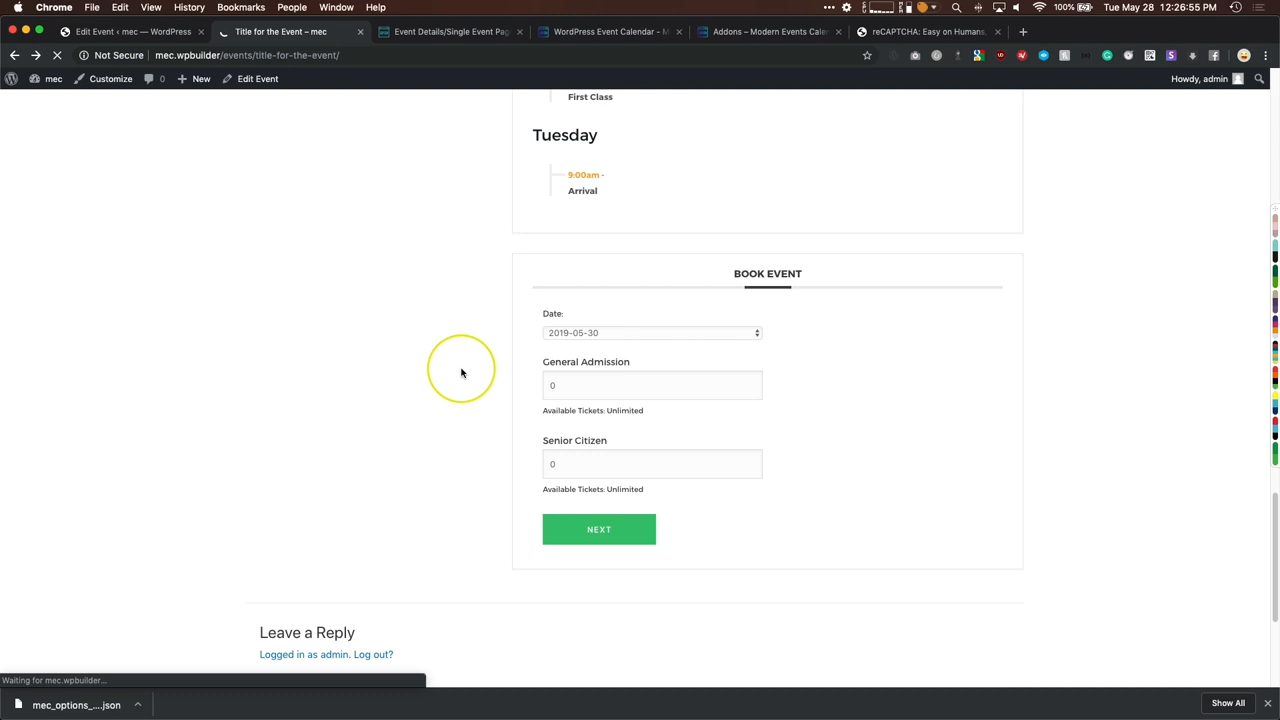 Chrome File Edit View History Bookmarks People Window Help 100% Tue May 28 12:26:55
Edit Event ‹ mec — WordPress
Title for the Event – mec
Event Details/Single Event Pag
WordPress Event Calendar - M
Addons – Modern Events Cale
reCAPTCHA: Easy on Humans,
Not Secure mec.wpbuilder/events/title-for-the-event/
mec Customize 0 New Edit Event Howdy, admin
First Class
Tuesday
9:00am -
Arrival
BOOK EVENT
Date:
2019-05-30
General Admission
0
Available Tickets: Unlimited
Senior Citizen
0
Available Tickets: Unlimited
NEXT
Leave a Reply
Logged in as admin. Log out?
Waiting for mec.wpbuilder...
mec_options_....json
Show All